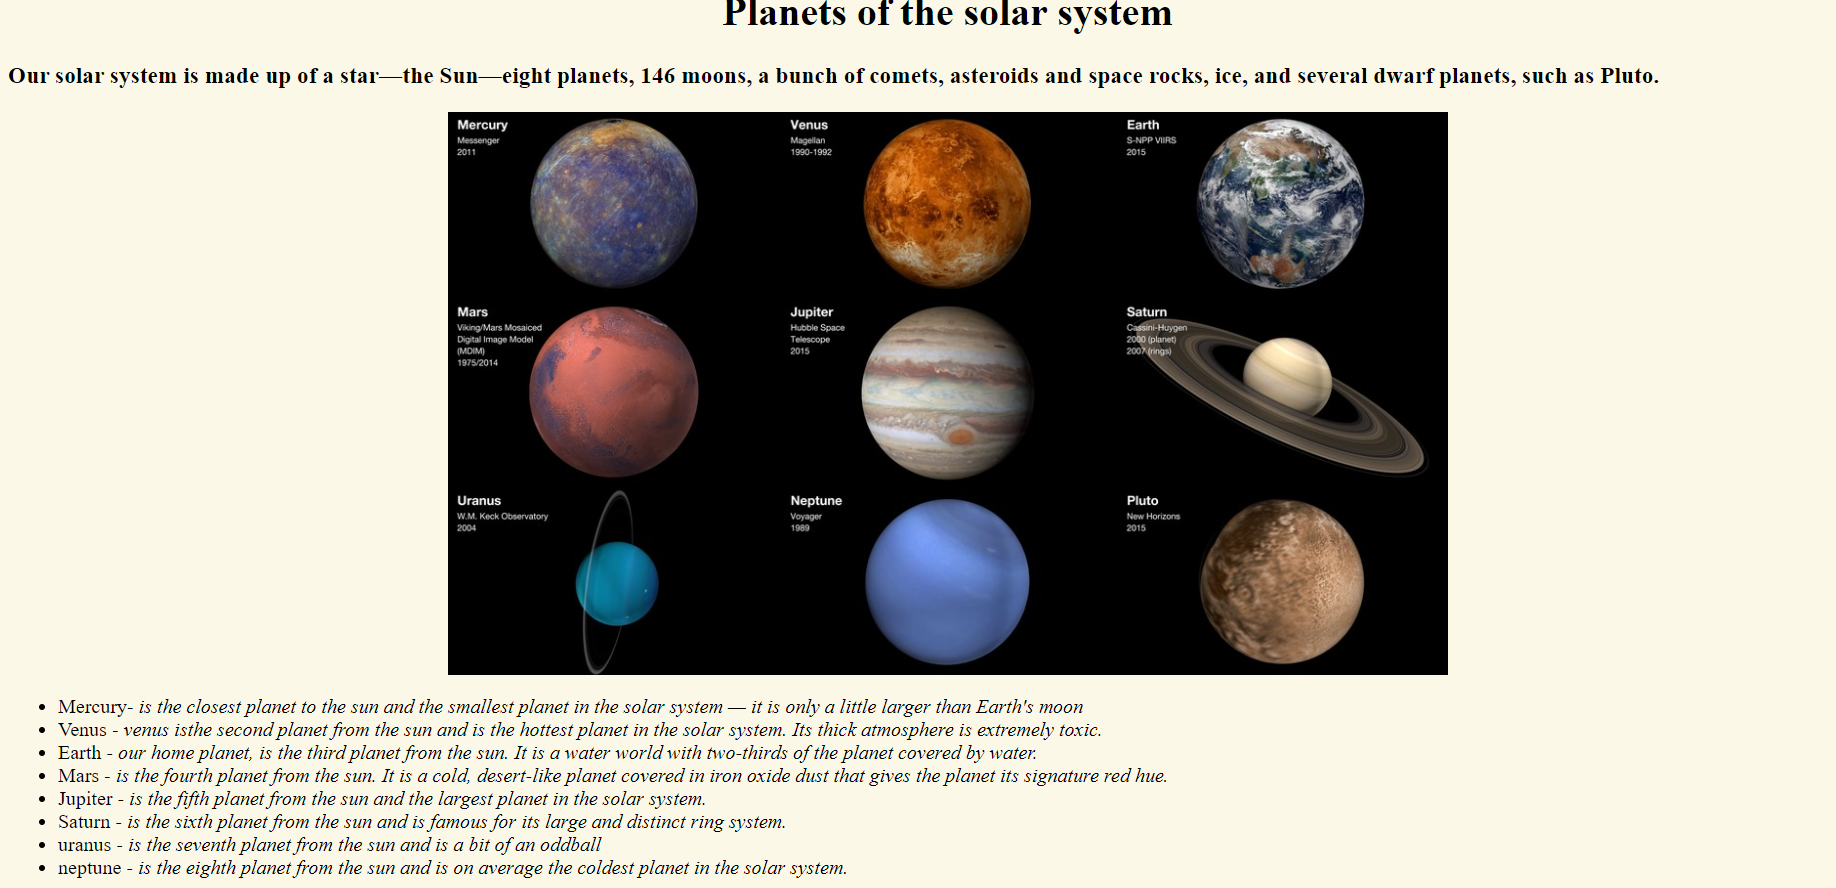 Planets of the solar system
Our solar system is made up of a star—the Sun—eight planets, 146 moons, a bunch of comets, asteroids and space rocks, ice, and several dwarf planets, such as Pluto.
Mercury
Messenger
2011
Venus
Magellan
1990-1992
Earth
S-NPP VIIRS
2015
Mars
Viking/Mars Mosaiced
Digital Image Model
(MDIM)
1975/2014
Jupiter
Hubble Space
Telescope
2015
Saturn
Cassini-Huygen
2000 (planet)
2007 (rings)
Uranus
W.M. Keck Observatory
2004
Neptune
Voyager
1989
Pluto
New Horizons
2015
• Mercury- is the closest planet to the sun and the smallest planet in the solar system — it is only a little larger than Earth's moon
• Venus - venus isthe second planet from the sun and is the hottest planet in the solar system. Its thick atmosphere is extremely toxic.
• Earth - our home planet, is the third planet from the sun. It is a water world with two-thirds of the planet covered by water.
• Mars - is the fourth planet from the sun. It is a cold, desert-like planet covered in iron oxide dust that gives the planet its signature red hue.
• Jupiter - is the fifth planet from the sun and the largest planet in the solar system.
• Saturn - is the sixth planet from the sun and is famous for its large and distinct ring system.
• uranus - is the seventh planet from the sun and is a bit of an oddball
• neptune - is the eighth planet from the sun and is on average the coldest planet in the solar system.